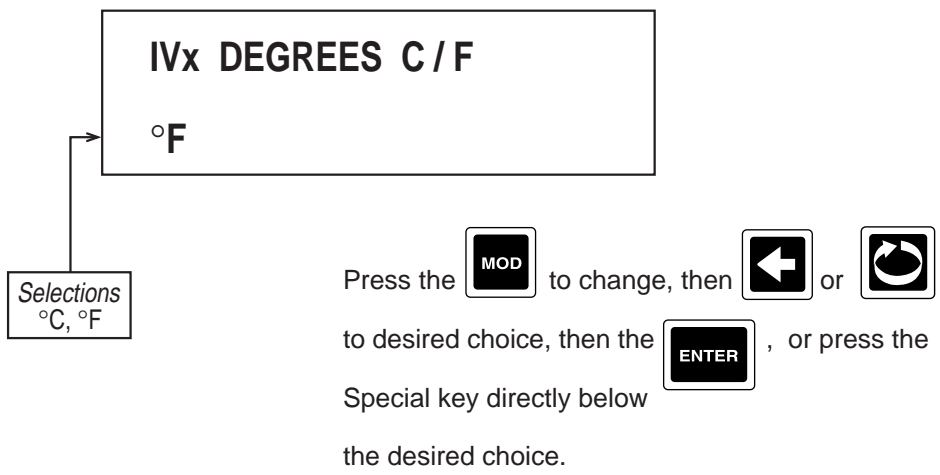 IVx DEGREES C / F
°F
Selections
°C, °F
Press the MOD to change, then or
to desired choice, then the ENTER , or press the
Special key directly below
the desired choice.